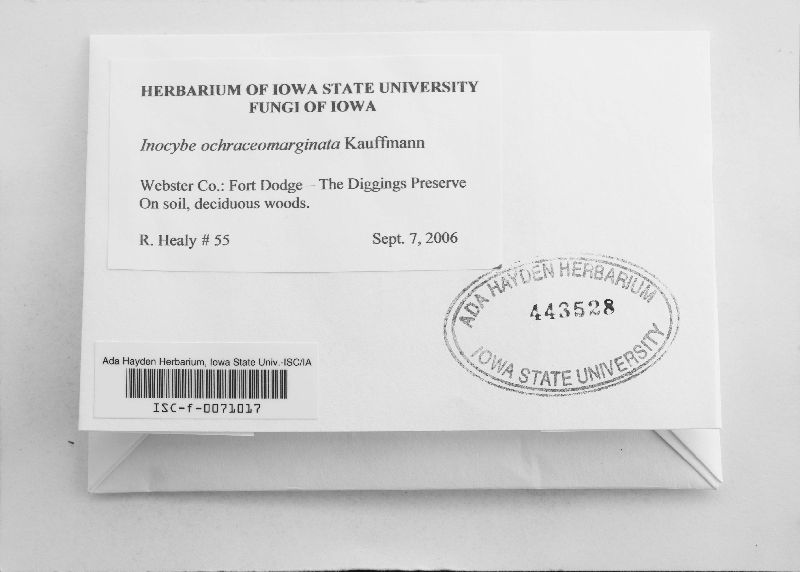 HERBARIUM OF IOWA STATE UNIVERSITY
FUNGI OF IOWA
Inocybe ochraceomarginata Kauffmann
Webster Co.: Fort Dodge – The Diggings Preserve
On soil, deciduous woods.
R. Healy # 55 Sept. 7, 2006
ADA HAYDEN HERBARIUM
443528
IOWA STATE UNIVERSITY
Ada Hayden Herbarium, Iowa State Univ.-ISC/IA
ISC-f-0071017